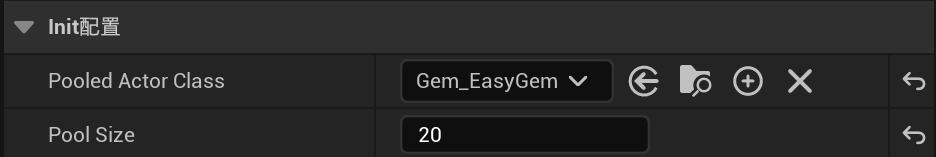 Init配置
Pooled Actor Class Gem_EasyGem
Pool Size 20